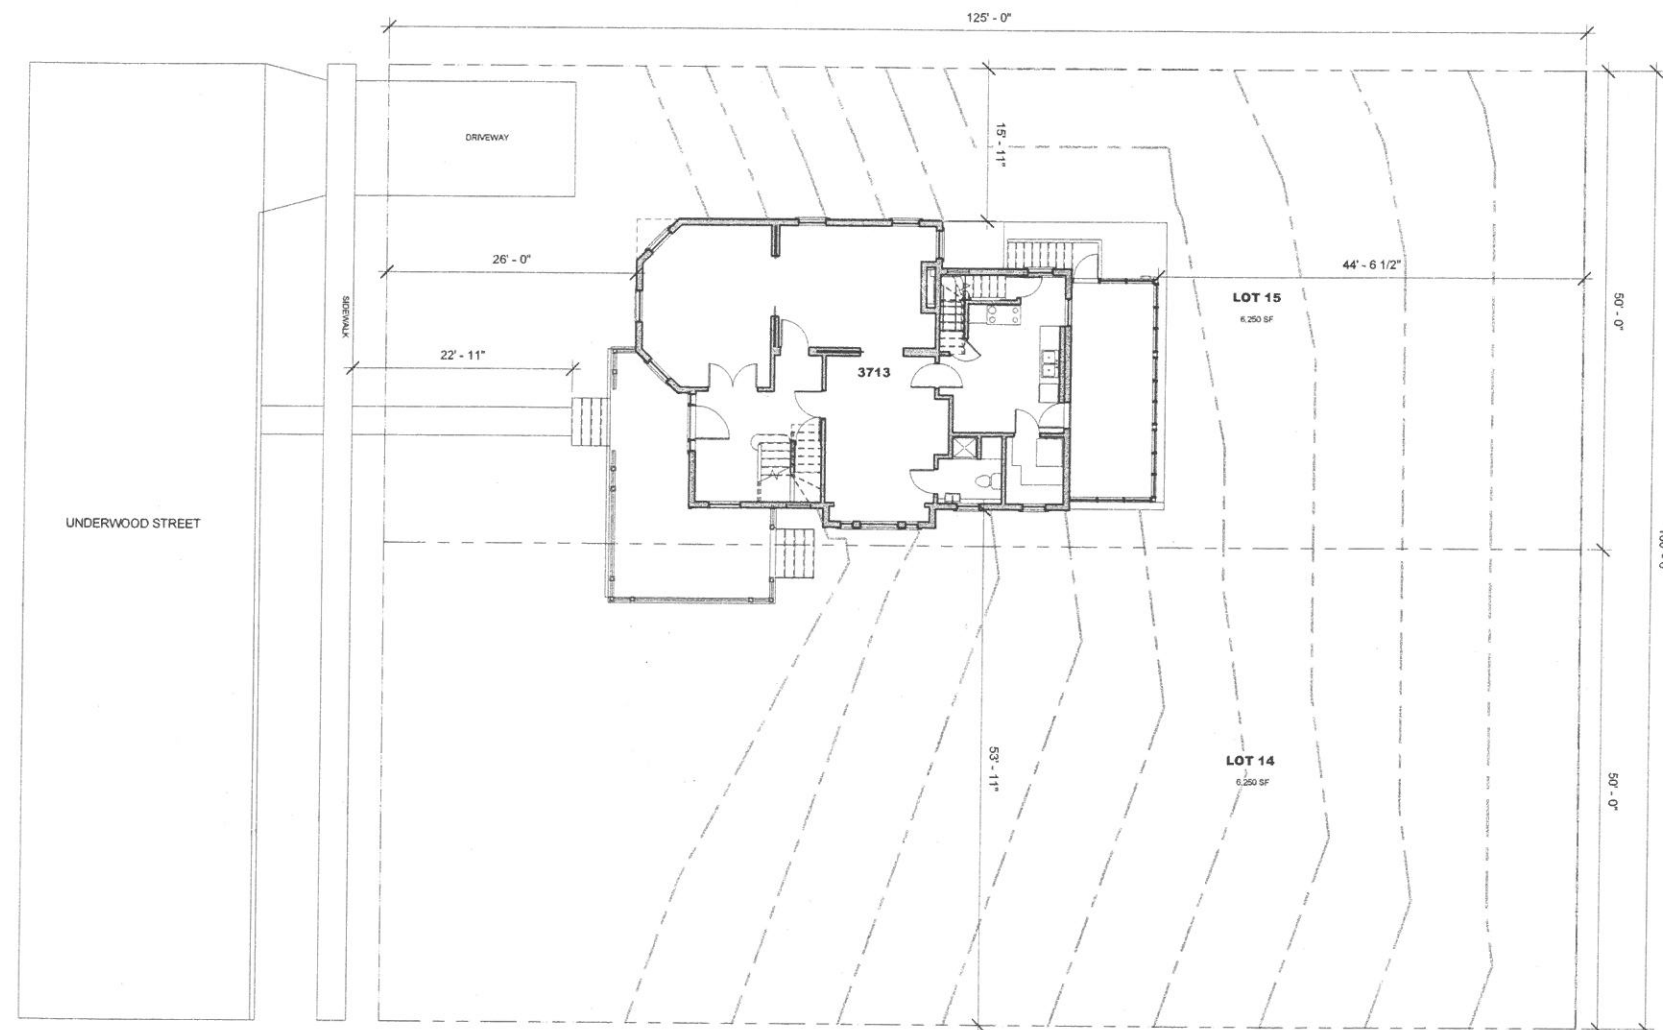 125' - 0"
DRIVEWAY
15' - 11"
26' - 0"
44' - 6 1/2"
LOT 15
6,250 SF
50' - 0"
SIDEWALK
22' - 11"
3713
UNDERWOOD STREET
53' - 11"
LOT 14
6,250 SF
50' - 0"